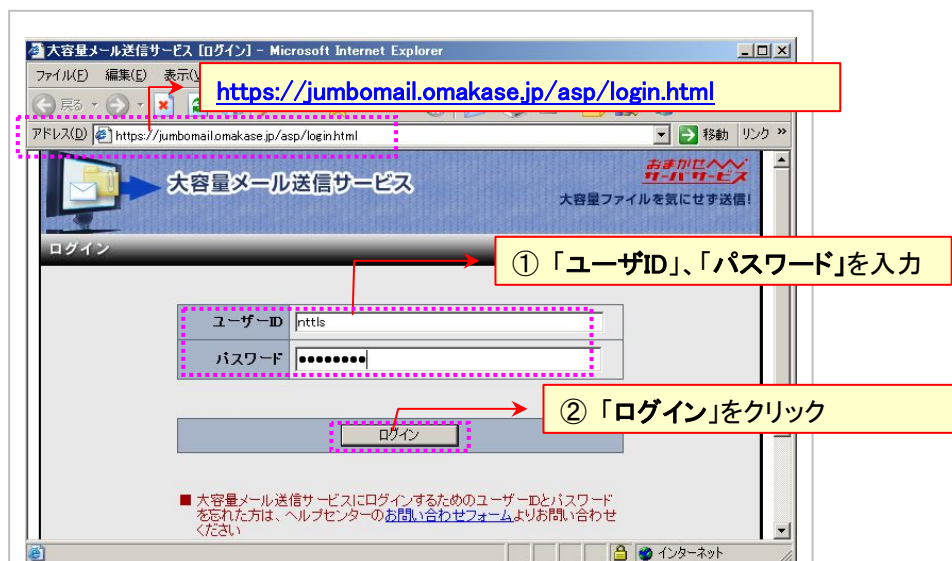 大容量メール送信サービス [ログイン] - Microsoft Internet Explorer
ファイル(F) 編集(E) 表示(V)
https://jumbomail.omakase.jp/asp/login.html
戻る
アドレス(D) https://jumbomail.omakase.jp/asp/login.html 移動 リンク »
大容量メール送信サービス
おまかせ
サーバサービス
大容量ファイルを気にせず送信!
ログイン
① 「ユーザID」、「パスワード」を入力
ユーザーID nttls
パスワード ●●●●●●●●
② 「ログイン」をクリック
ログイン
■ 大容量メール送信サービスにログインするためのユーザーIDとパスワード
を忘れた方は、ヘルプセンターのお問い合わせフォームよりお問い合わせ
ください
インターネット